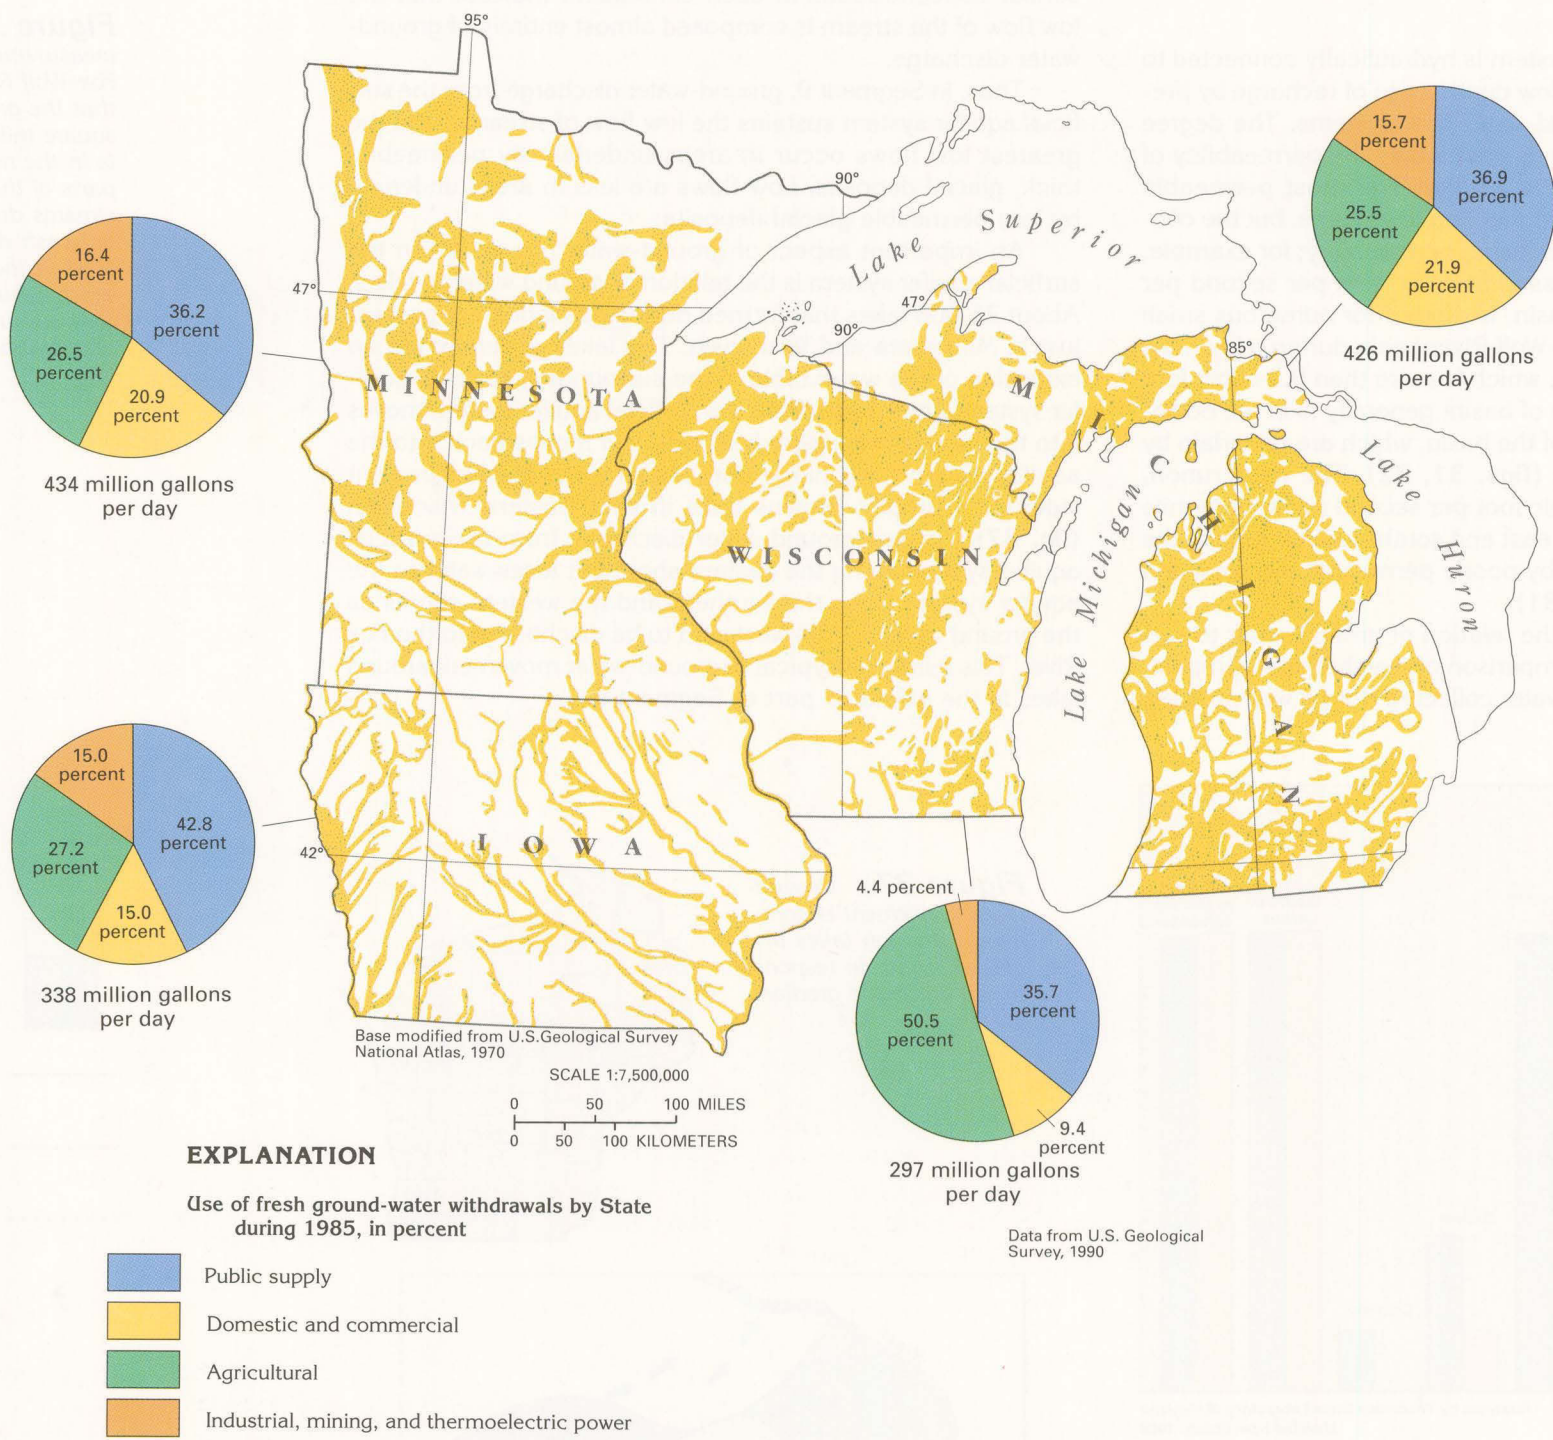 95°
90°
Lake Superior
47°
47°
90°
85°
MINNESOTA
MICHIGAN
WISCONSIN
Lake Michigan
Lake Huron
IOWA
42°
16.4
percent
36.2
percent
26.5
percent
20.9
percent
434 million gallons
per day
15.7
percent
36.9
percent
25.5
percent
21.9
percent
426 million gallons
per day
15.0
percent
42.8
percent
27.2
percent
15.0
percent
338 million gallons
per day
4.4 percent
35.7
percent
50.5
percent
9.4
percent
297 million gallons
per day
Base modified from U.S.Geological Survey
National Atlas, 1970
SCALE 1:7,500,000
0 50 100 MILES
0 50 100 KILOMETERS
Data from U.S. Geological
Survey, 1990
EXPLANATION
Use of fresh ground-water withdrawals by State
during 1985, in percent
Public supply
Domestic and commercial
Agricultural
Industrial, mining, and thermoelectric power